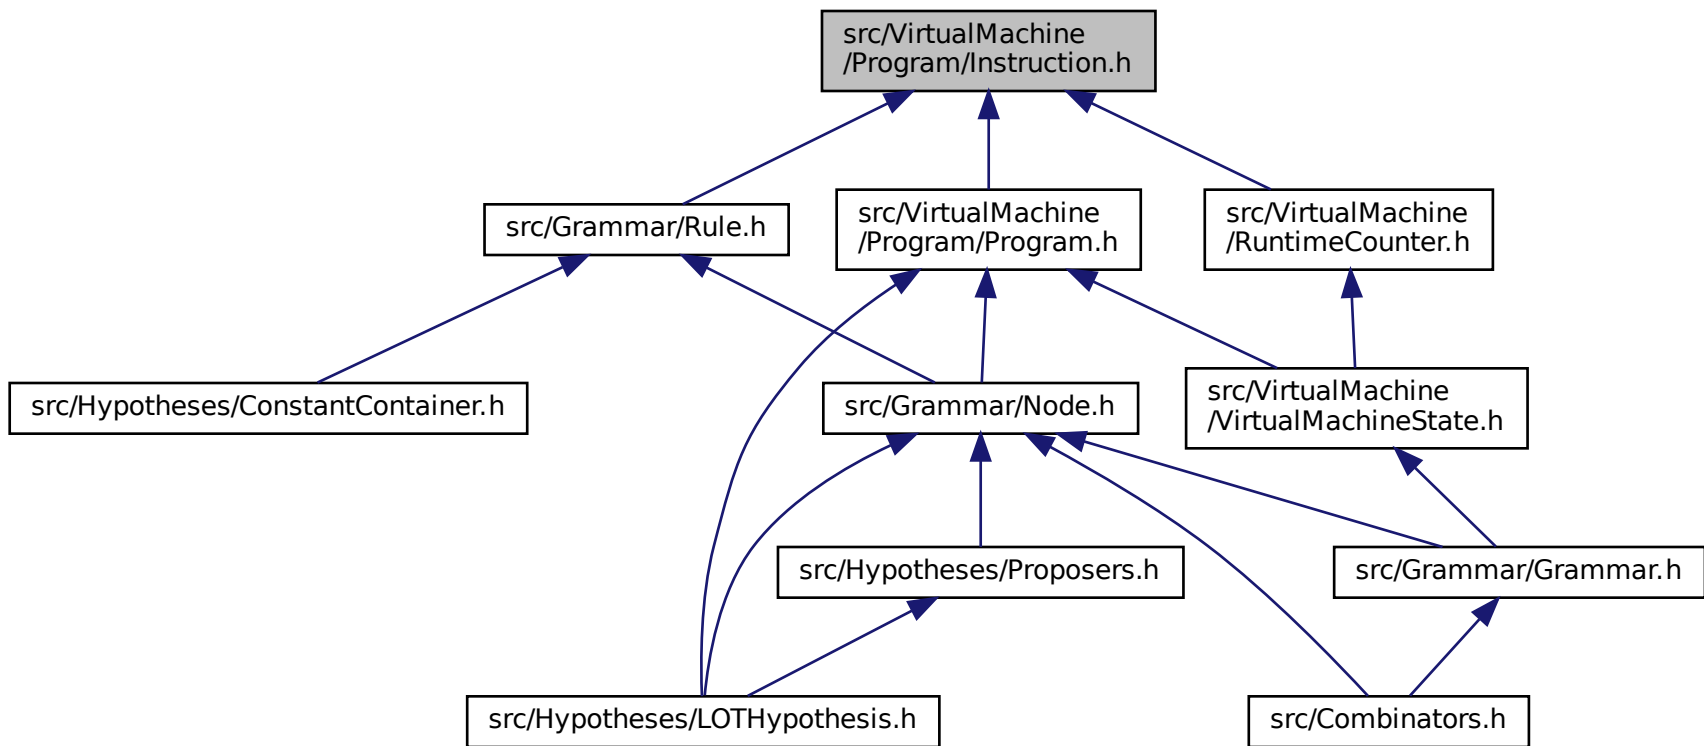 src/VirtualMachine
/Program/Instruction.h
src/Grammar/Rule.h
src/VirtualMachine
/Program/Program.h
src/VirtualMachine
/RuntimeCounter.h
src/Hypotheses/ConstantContainer.h
src/Grammar/Node.h
src/VirtualMachine
/VirtualMachineState.h
src/Hypotheses/Proposers.h
src/Grammar/Grammar.h
src/Hypotheses/LOTHypothesis.h
src/Combinators.h